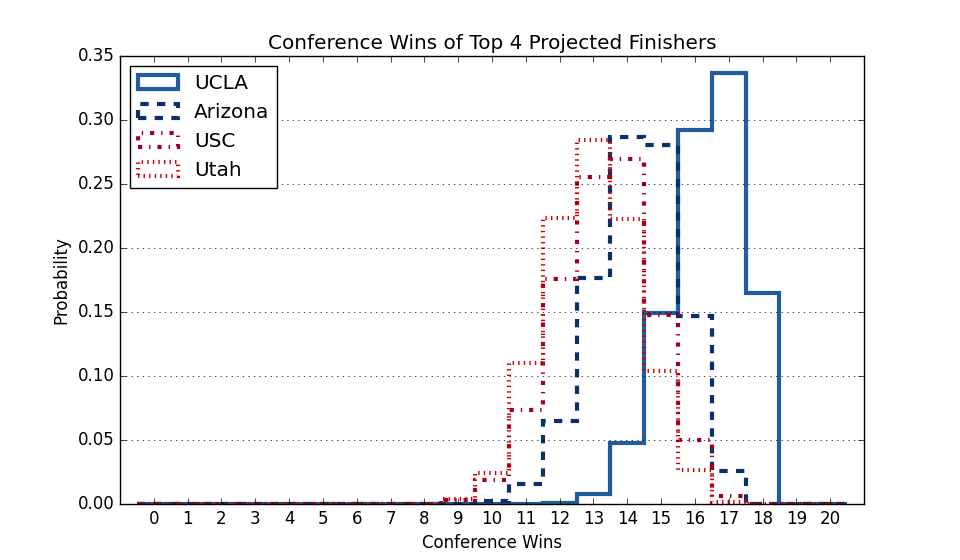 Conference Wins of Top 4 Projected Finishers
0.35
0.30
0.25
0.20
0.15
0.10
0.05
0.00
Probability
UCLA
Arizona
USC
Utah
0 1 2 3 4 5 6 7 8 9 10 11 12 13 14 15 16 17 18 19 20
Conference Wins